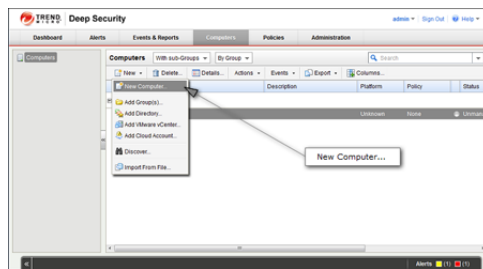 TREND MICRO Deep Security
admin Sign Out Help
Dashboard Alerts Events & Reports Computers Policies Administration
Computers
Computers With sub-Groups By Group Search
New Delete... Details... Actions Events Export Columns...
Description Platform Policy Status
New Computer...
Add Group(s)...
Add Directory...
Add VMware vCenter...
Add Cloud Account...
Discover...
Import From File...
Unknown None Unman
New Computer...
Alerts (1) (1)